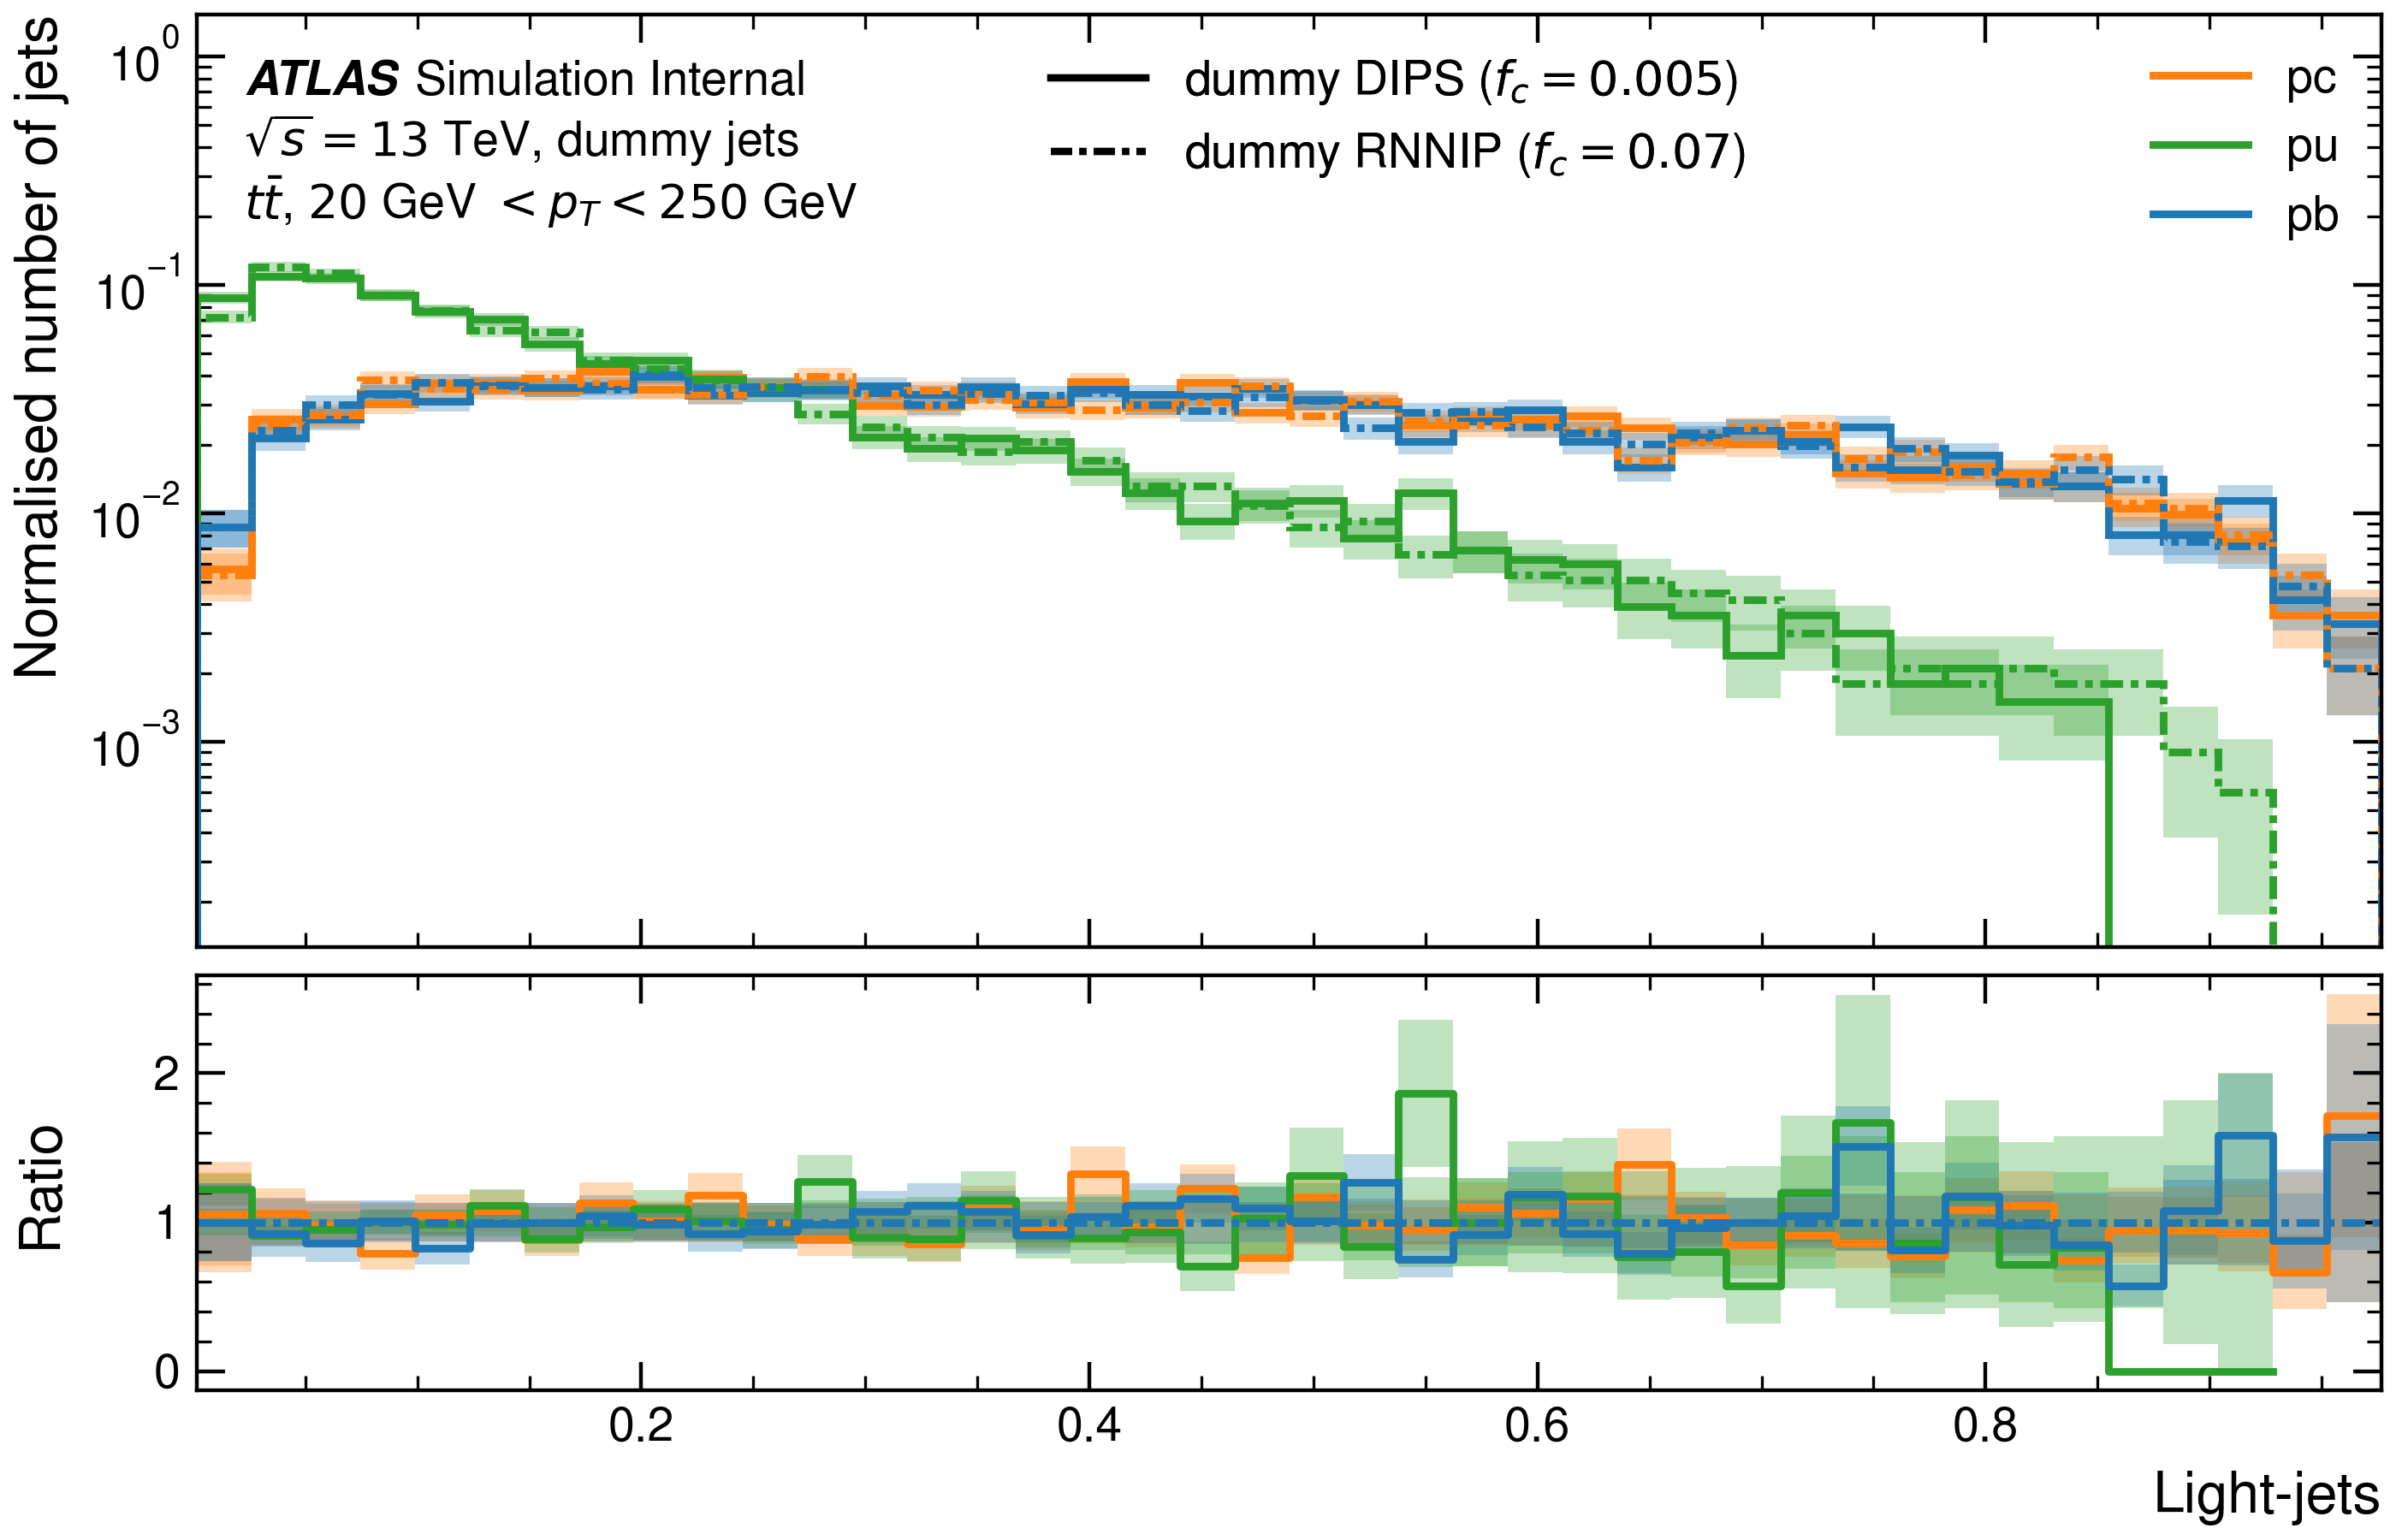 Normalised number of jets
10^0
10^−1
10^−2
10^−3
ATLAS Simulation Internal
√s = 13 TeV, dummy jets
tt̄, 20 GeV < p_T < 250 GeV
dummy DIPS (f_c = 0.005)
dummy RNNIP (f_c = 0.07)
pc
pu
pb
Ratio
2
1
0
0.2 0.4 0.6 0.8
Light-jets